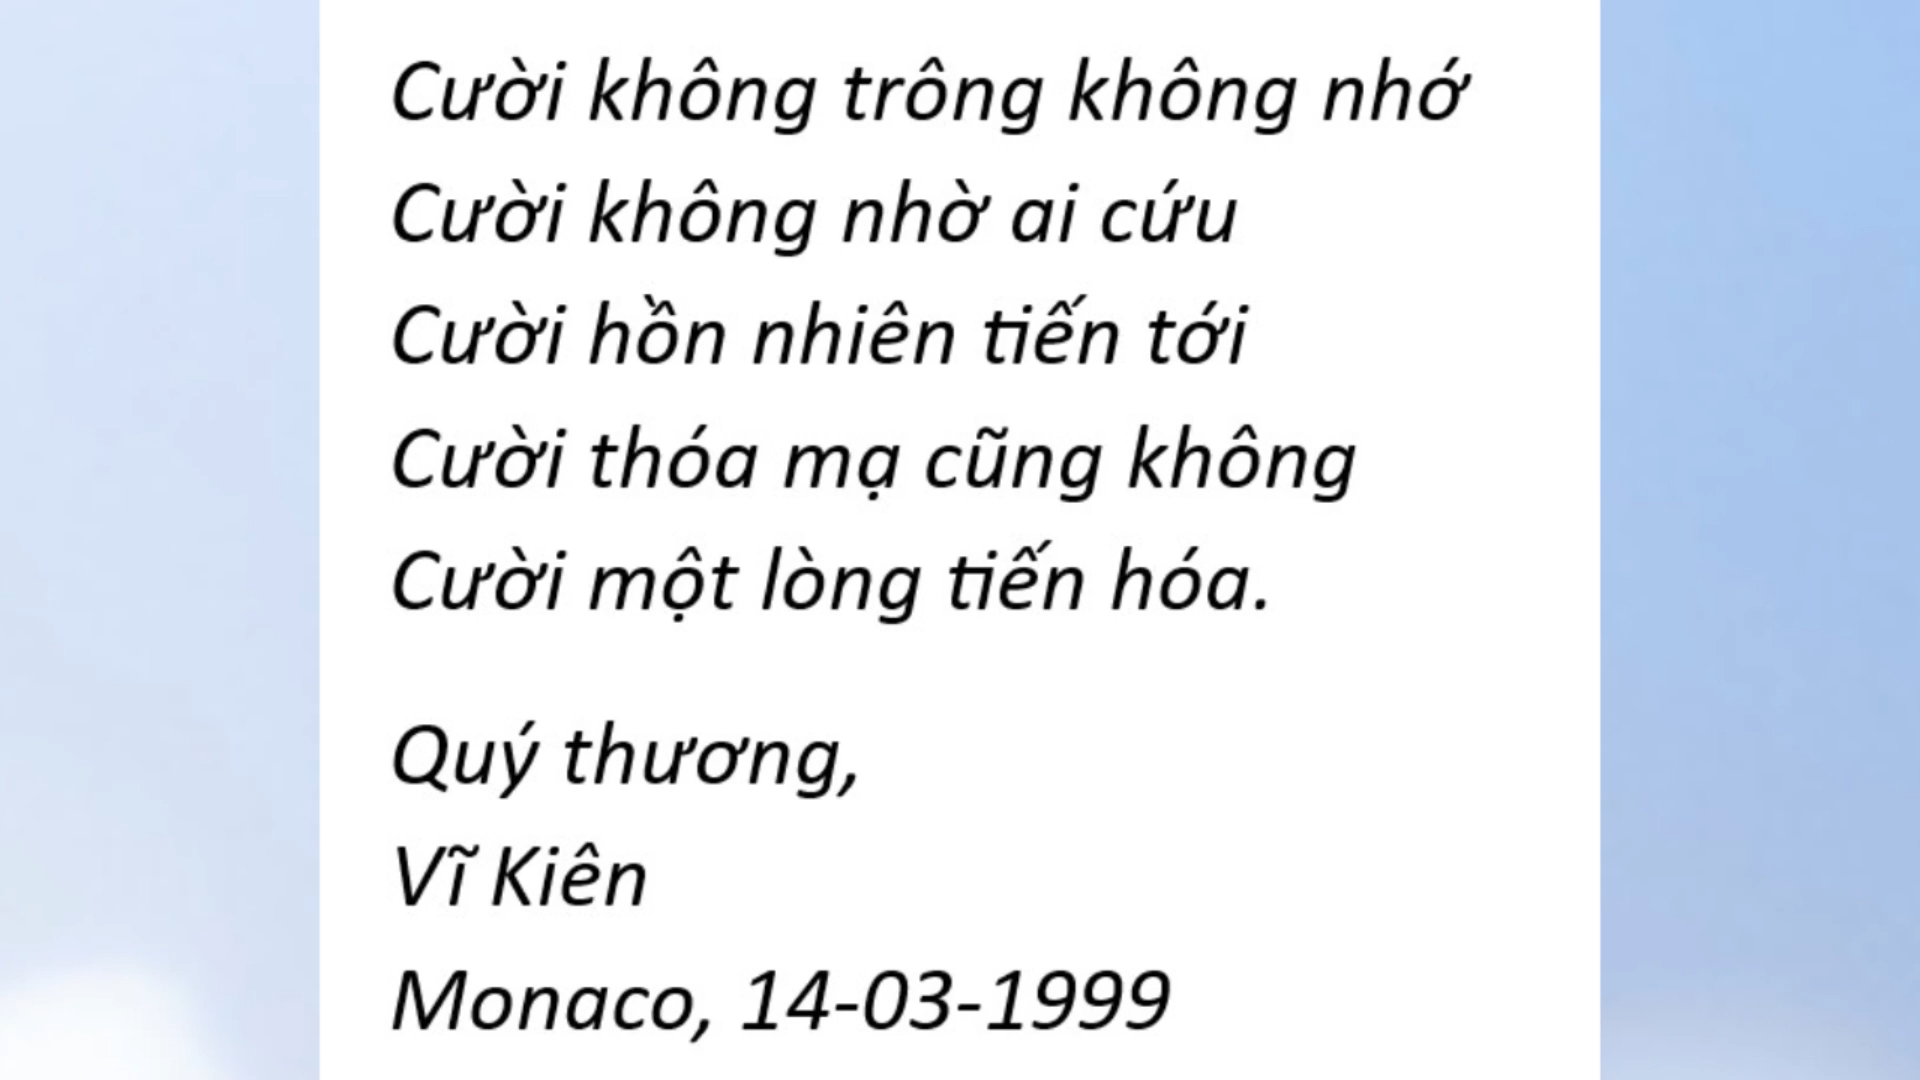 Cười không trông không nhớ
Cười không nhờ ai cứu
Cười hồn nhiên tiến tới
Cười thóa mạ cũng không
Cười một lòng tiến hóa.
Quý thương,
Vĩ Kiên
Monaco, 14-03-1999